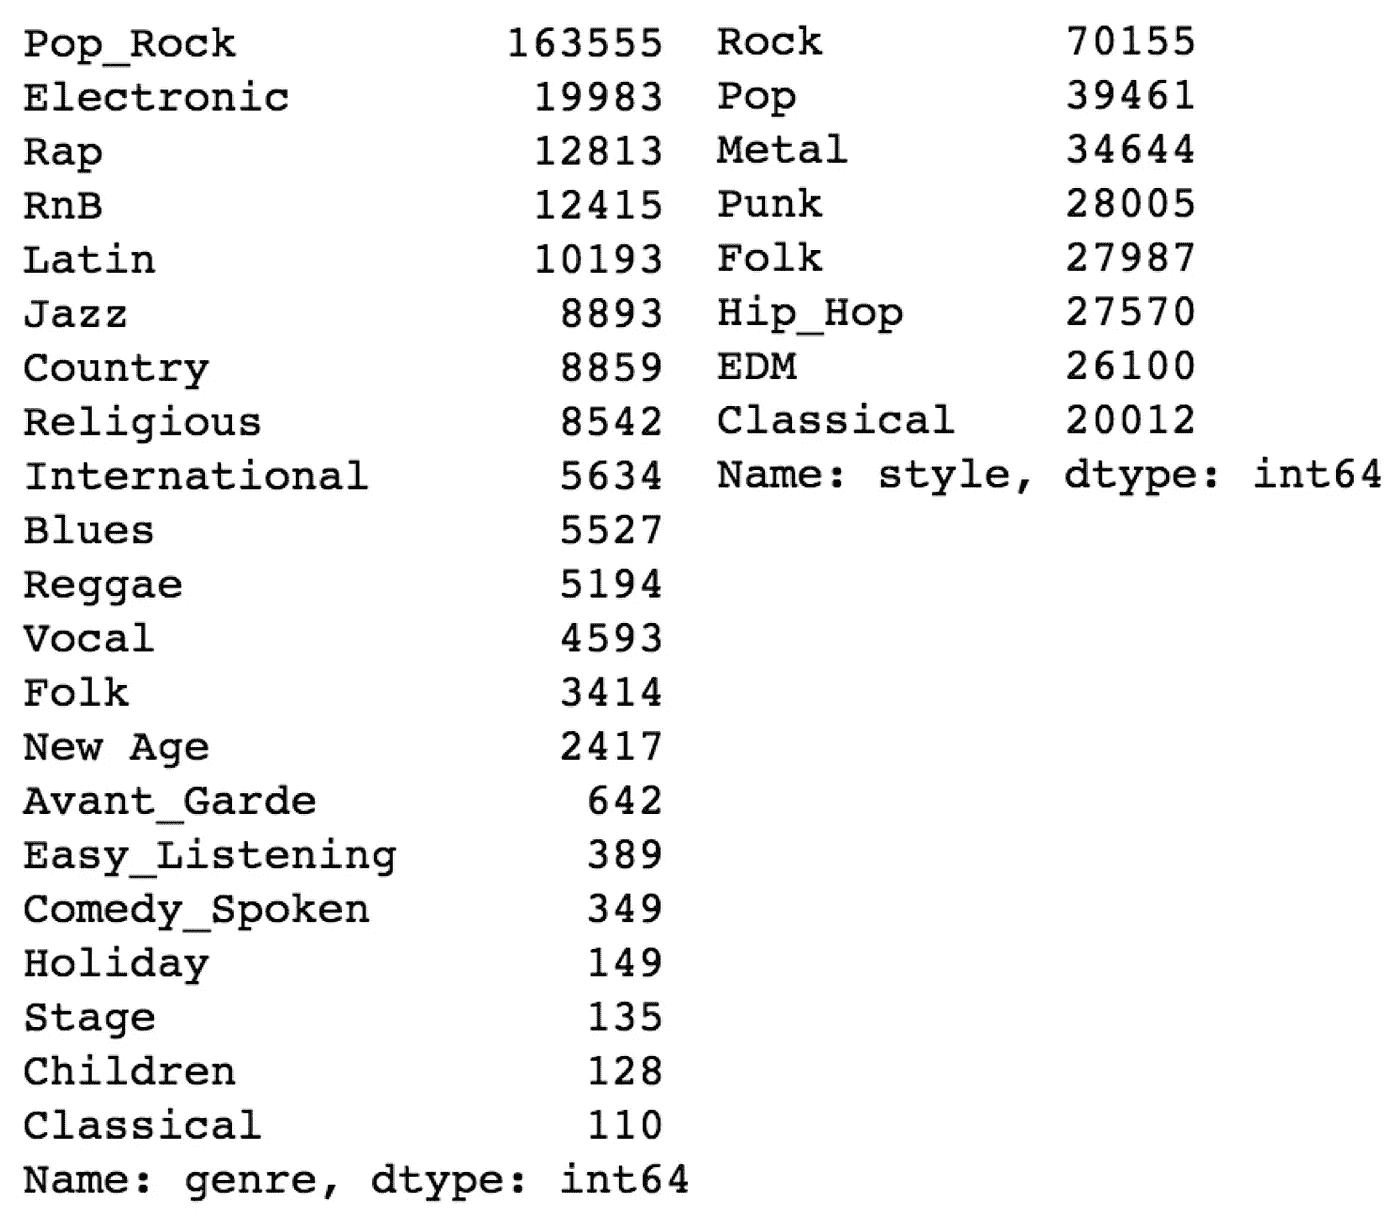 Pop_Rock 163555
Electronic 19983
Rap 12813
RnB 12415
Latin 10193
Jazz 8893
Country 8859
Religious 8542
International 5634
Blues 5527
Reggae 5194
Vocal 4593
Folk 3414
New Age 2417
Avant_Garde 642
Easy_Listening 389
Comedy_Spoken 349
Holiday 149
Stage 135
Children 128
Classical 110
Name: genre, dtype: int64
Rock 70155
Pop 39461
Metal 34644
Punk 28005
Folk 27987
Hip_Hop 27570
EDM 26100
Classical 20012
Name: style, dtype: int64